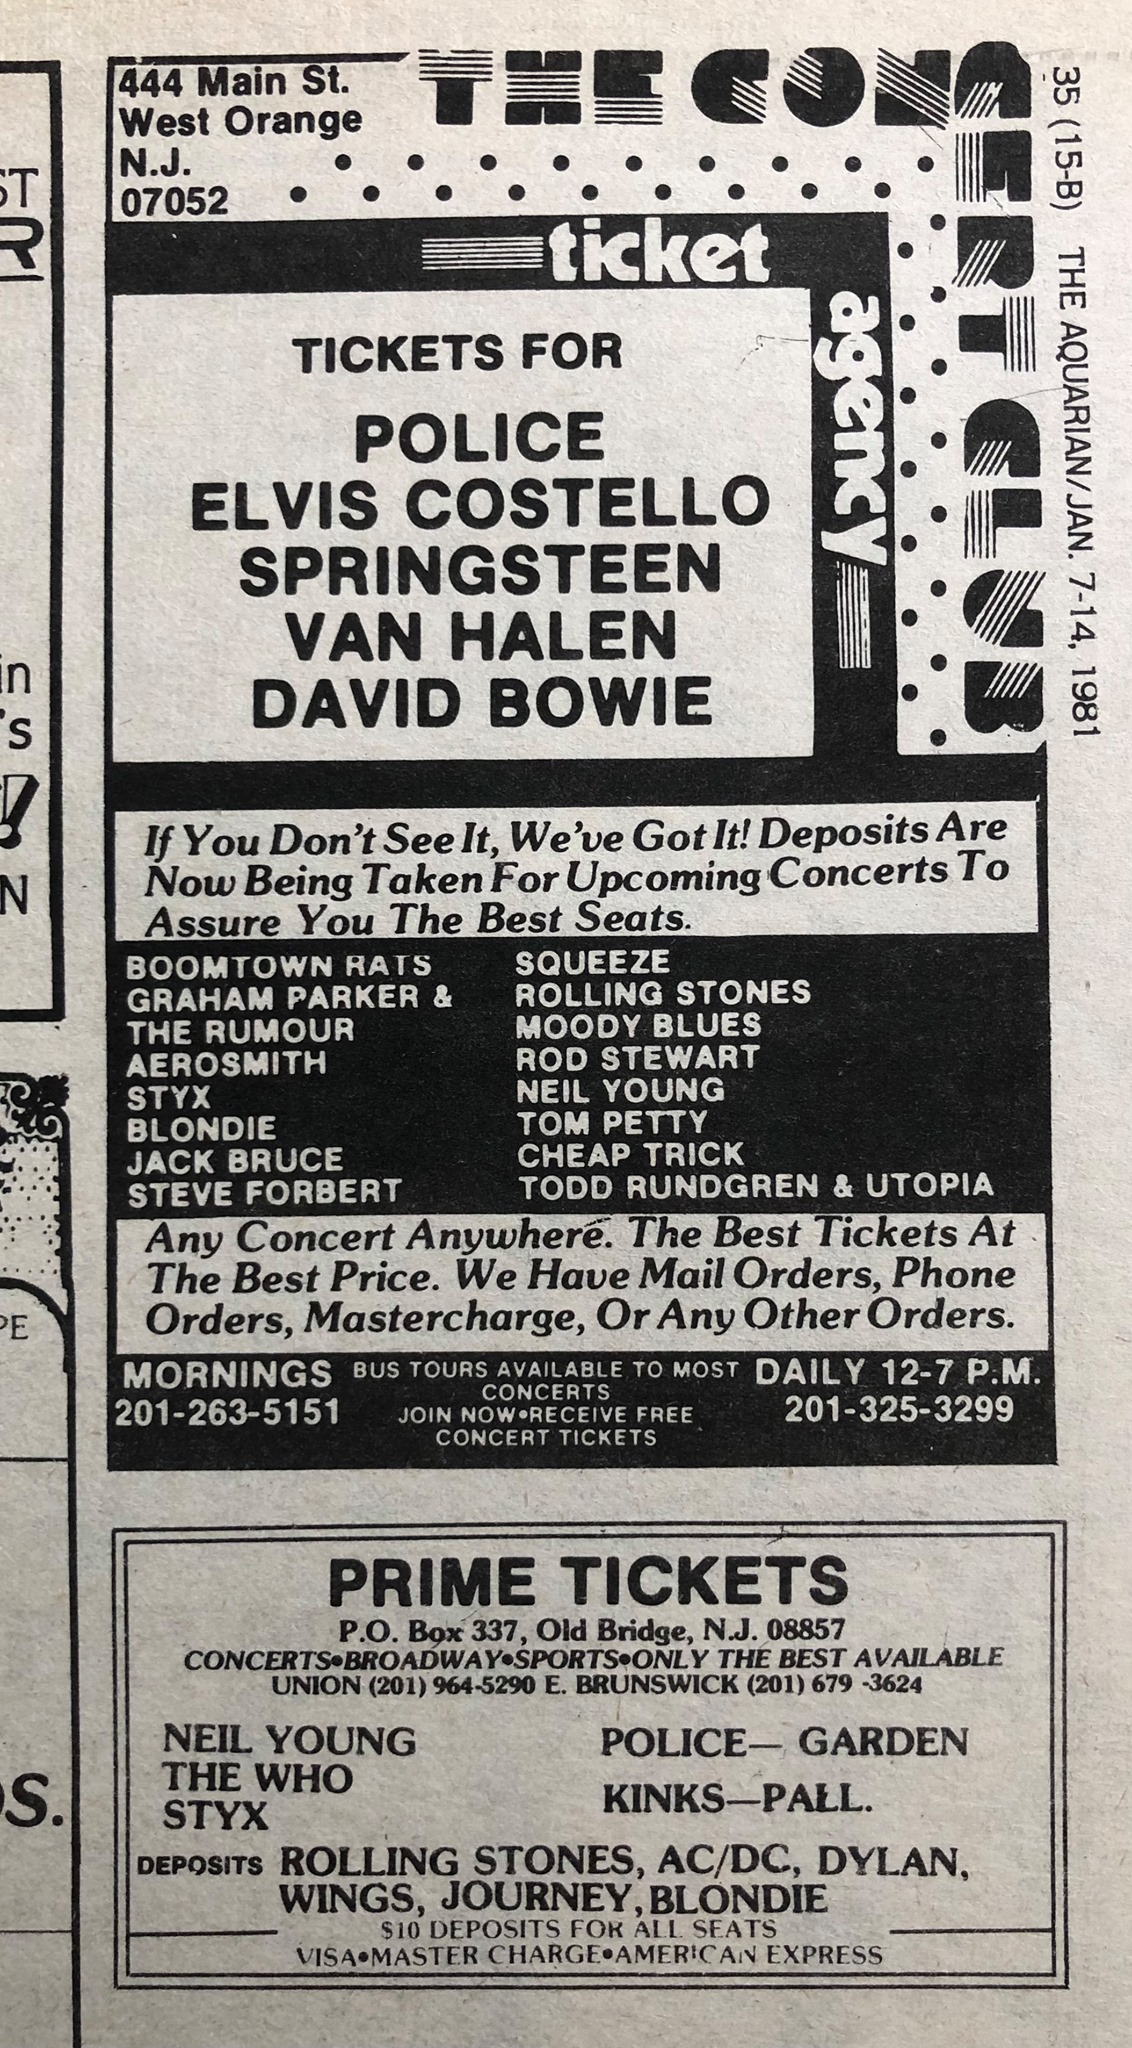 444 Main St.
West Orange
N.J.
07052
THE CONCERT CLUB
ticket
agency
35 (15-B) THE AQUARIAN/JAN. 7-14, 1981
TICKETS FOR
POLICE
ELVIS COSTELLO
SPRINGSTEEN
VAN HALEN
DAVID BOWIE
If You Don't See It, We've Got It! Deposits Are
Now Being Taken For Upcoming Concerts To
Assure You The Best Seats.
BOOMTOWN RATS
GRAHAM PARKER &
THE RUMOUR
AEROSMITH
STYX
BLONDIE
JACK BRUCE
STEVE FORBERT
SQUEEZE
ROLLING STONES
MOODY BLUES
ROD STEWART
NEIL YOUNG
TOM PETTY
CHEAP TRICK
TODD RUNDGREN & UTOPIA
Any Concert Anywhere. The Best Tickets At
The Best Price. We Have Mail Orders, Phone
Orders, Mastercharge, Or Any Other Orders.
MORNINGS
201-263-5151
BUS TOURS AVAILABLE TO MOST
CONCERTS
JOIN NOW•RECEIVE FREE
CONCERT TICKETS
DAILY 12-7 P.M.
201-325-3299
PRIME TICKETS
P.O. Box 337, Old Bridge, N.J. 08857
CONCERTS•BROADWAY•SPORTS•ONLY THE BEST AVAILABLE
UNION (201) 964-5290 E. BRUNSWICK (201) 679 -3624
NEIL YOUNG
THE WHO
STYX
POLICE— GARDEN
KINKS—PALL.
DEPOSITS ROLLING STONES, AC/DC, DYLAN,
WINGS, JOURNEY, BLONDIE
$10 DEPOSITS FOR ALL SEATS
VISA•MASTER CHARGE•AMERICAN EXPRESS